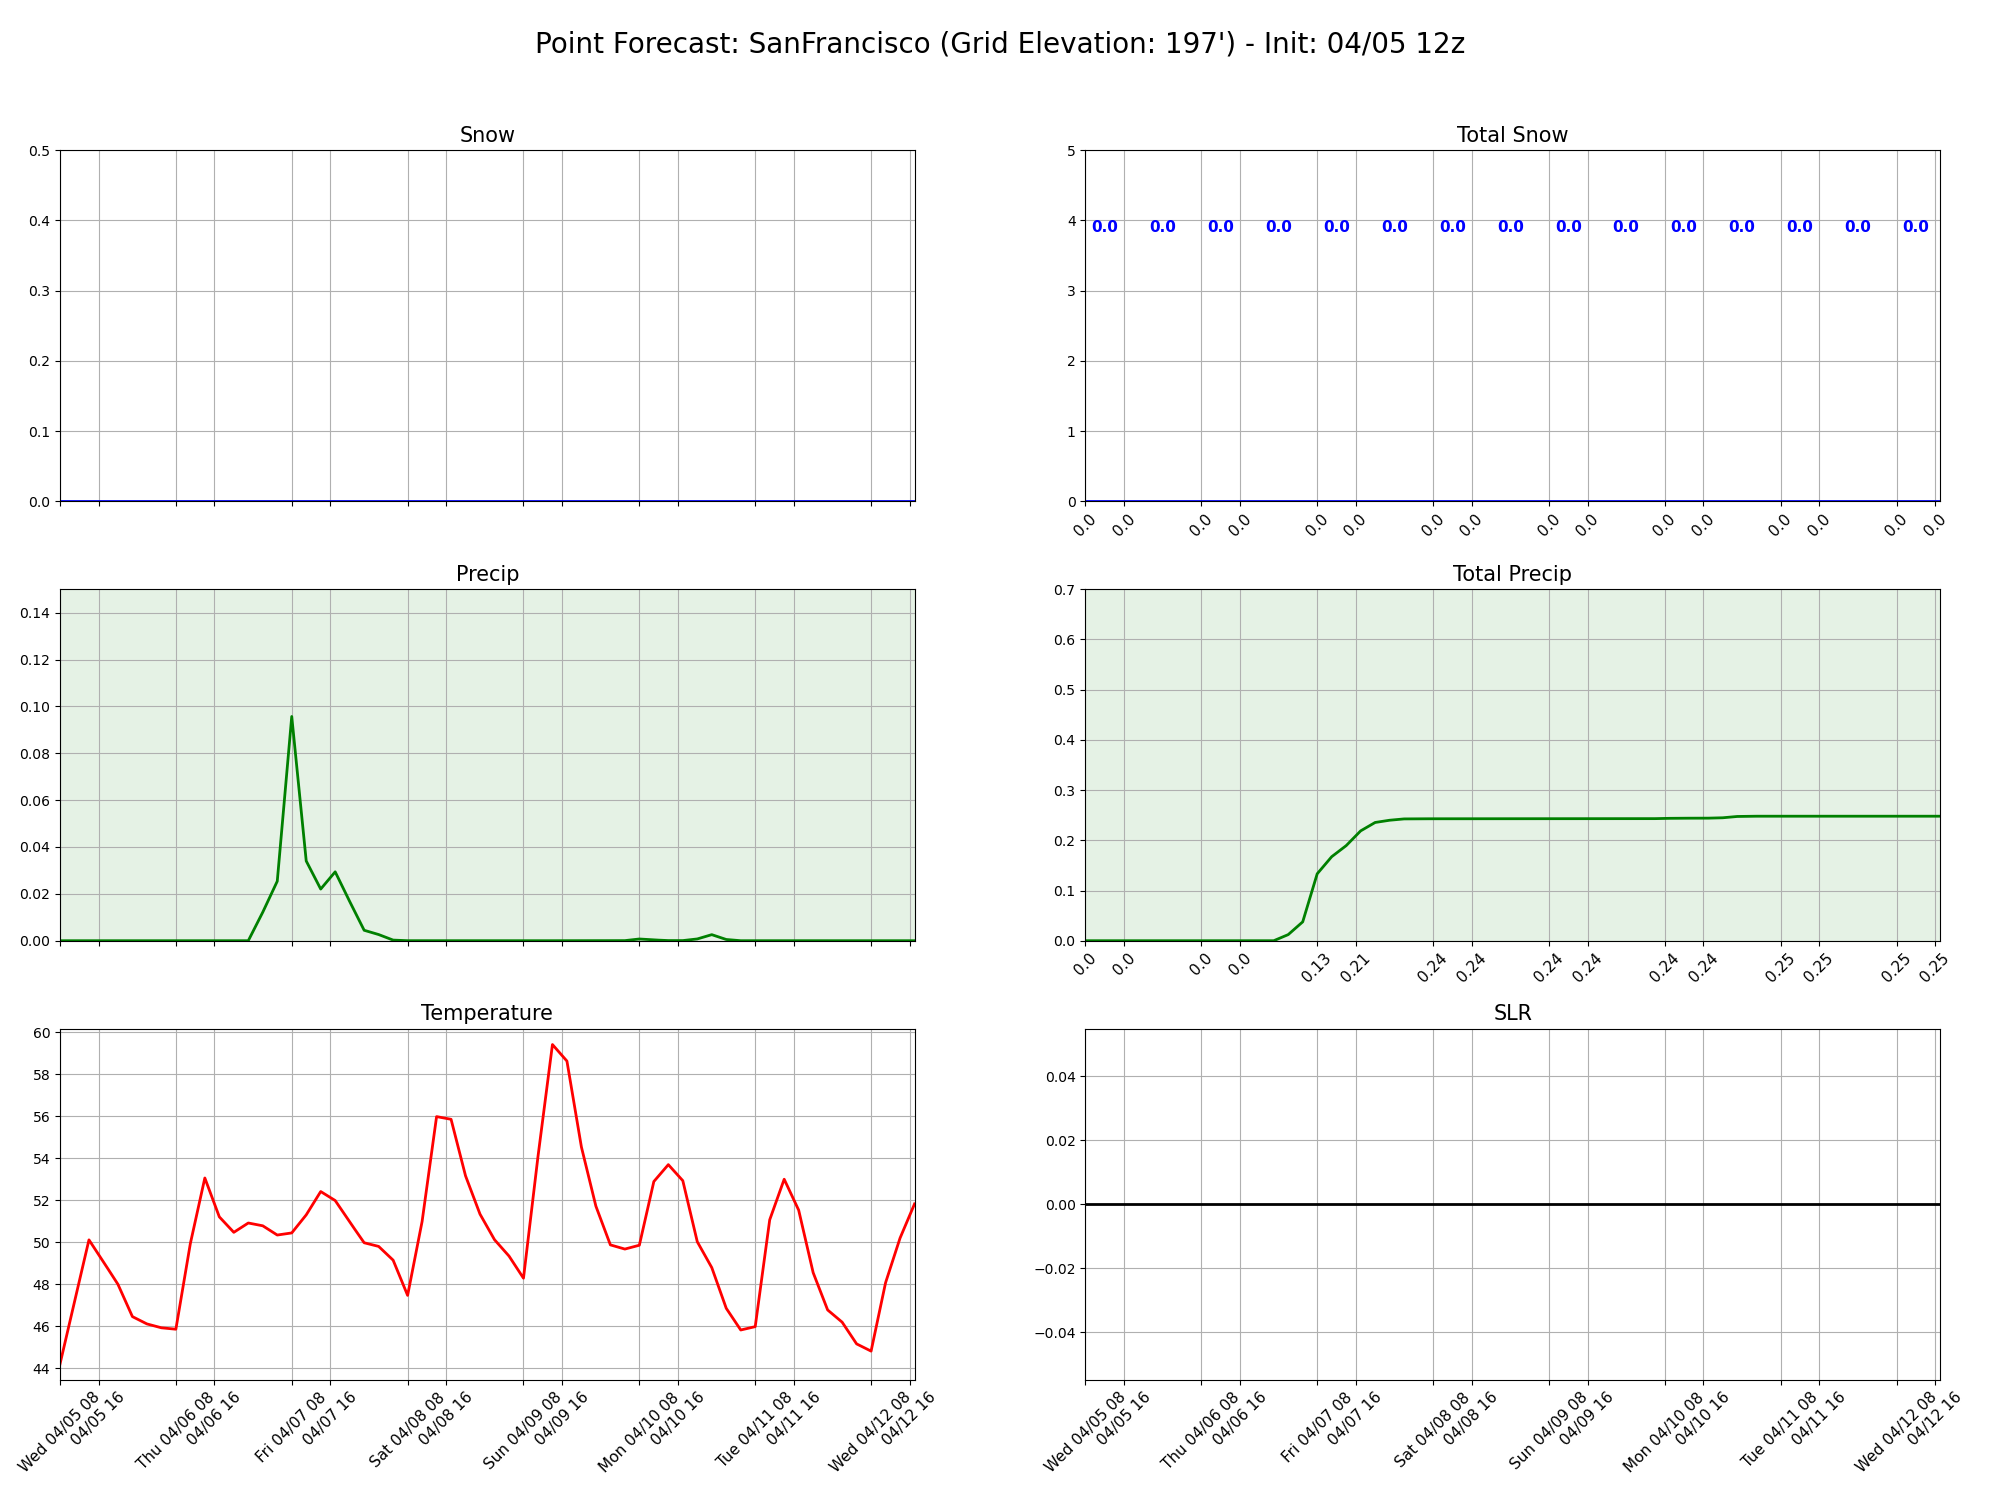 Point Forecast: SanFrancisco (Grid Elevation: 197') - Init: 04/05 12z
Snow
0.5
0.4
0.3
0.2
0.1
0.0
Total Snow
5
4
3
2
1
0
0.0 0.0 0.0 0.0 0.0 0.0 0.0 0.0 0.0 0.0 0.0 0.0 0.0 0.0 0.0
0.0 0.0 0.0 0.0 0.0 0.0 0.0 0.0 0.0 0.0 0.0 0.0 0.0 0.0 0.0 0.0
Precip
0.14
0.12
0.10
0.08
0.06
0.04
0.02
0.00
Total Precip
0.7
0.6
0.5
0.4
0.3
0.2
0.1
0.0
0.0 0.0 0.0 0.0 0.13 0.21 0.24 0.24 0.24 0.24 0.24 0.24 0.25 0.25 0.25 0.25
Temperature
60
58
56
54
52
50
48
46
44
Wed 04/05 08
04/05 16
Thu 04/06 08
04/06 16
Fri 04/07 08
04/07 16
Sat 04/08 08
04/08 16
Sun 04/09 08
04/09 16
Mon 04/10 08
04/10 16
Tue 04/11 08
04/11 16
Wed 04/12 08
04/12 16
SLR
0.04
0.02
0.00
−0.02
−0.04
Wed 04/05 08
04/05 16
Thu 04/06 08
04/06 16
Fri 04/07 08
04/07 16
Sat 04/08 08
04/08 16
Sun 04/09 08
04/09 16
Mon 04/10 08
04/10 16
Tue 04/11 08
04/11 16
Wed 04/12 08
04/12 16